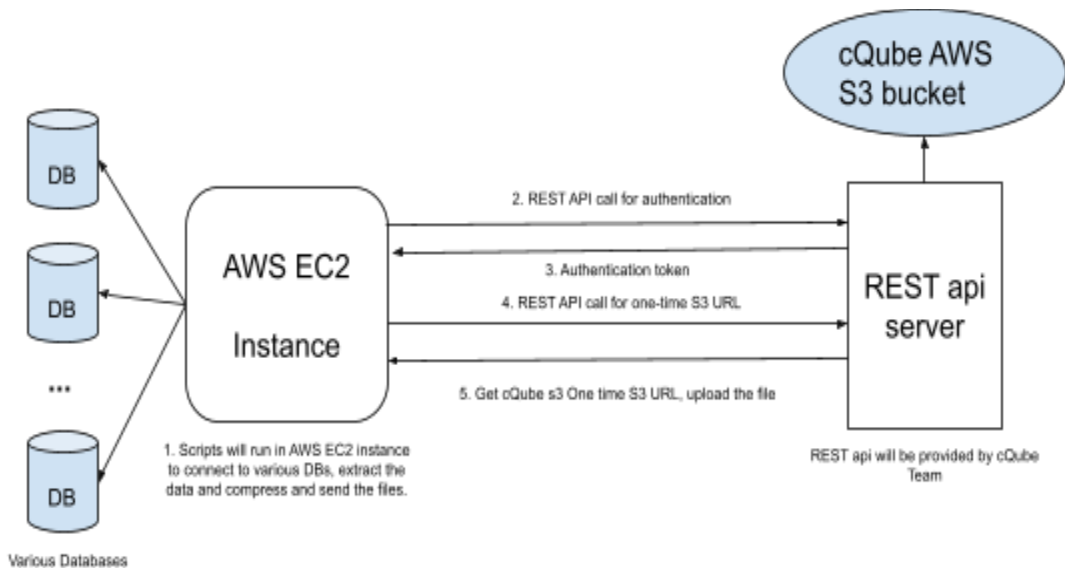 cQube AWS
S3 bucket
DB
DB
...
DB
AWS EC2
Instance
2. REST API call for authentication
3. Authentication token
4. REST API call for one-time S3 URL
5. Get cQube s3 One time S3 URL, upload the file
REST api
server
1. Scripts will run in AWS EC2 instance
to connect to various DBs, extract the
data and compress and send the files.
REST api will be provided by cQube
Team
Various Databases